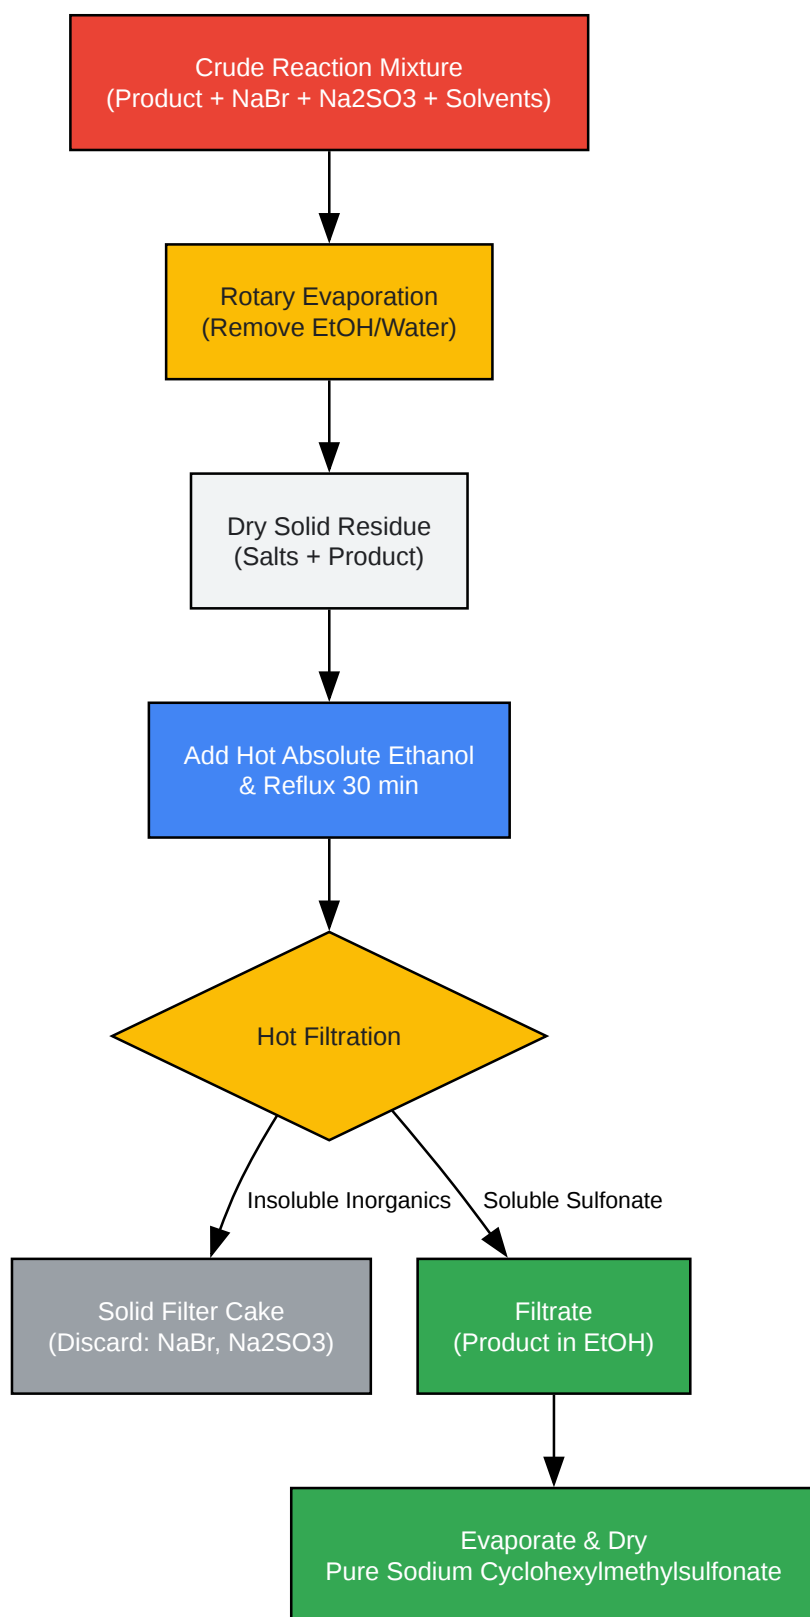 Crude Reaction Mixture
(Product + NaBr + Na2SO3 + Solvents)
Rotary Evaporation
(Remove EtOH/Water)
Dry Solid Residue
(Salts + Product)
Add Hot Absolute Ethanol
& Reflux 30 min
Hot Filtration
Insoluble Inorganics
Soluble Sulfonate
Solid Filter Cake
(Discard: NaBr, Na2SO3)
Filtrate
(Product in EtOH)
Evaporate & Dry
Pure Sodium Cyclohexylmethylsulfonate